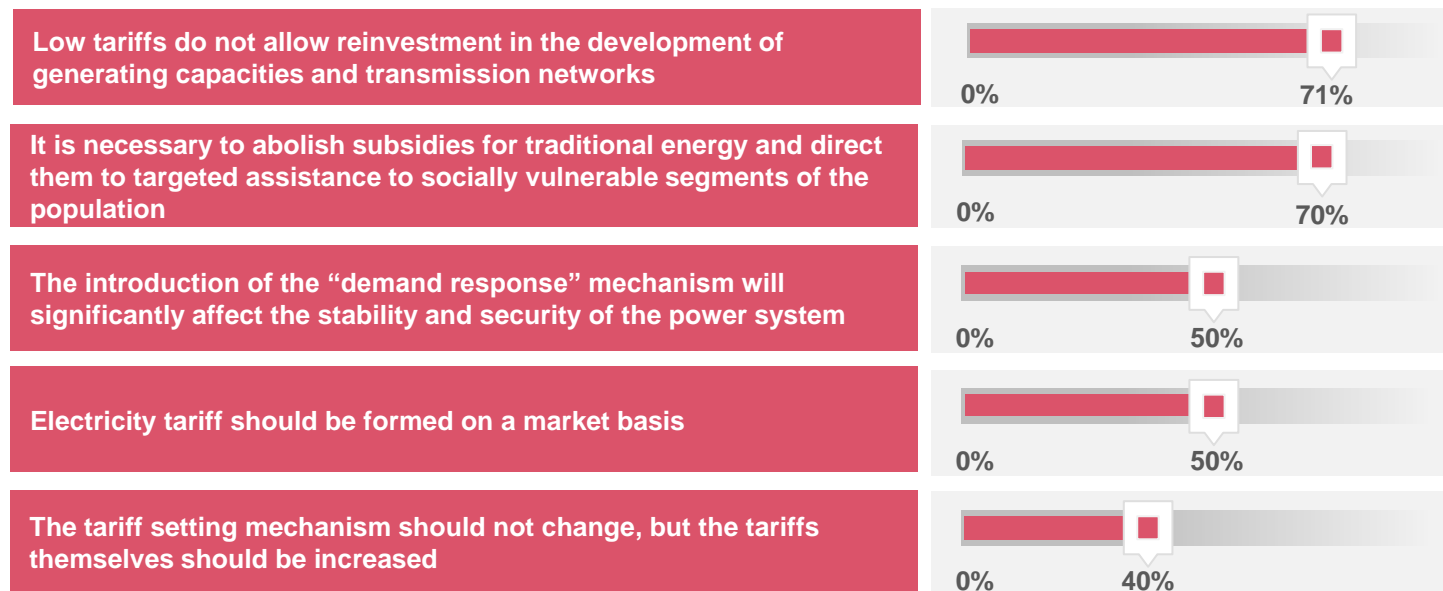 Low tariffs do not allow reinvestment in the development of
generating capacities and transmission networks
0%
71%
It is necessary to abolish subsidies for traditional energy and direct
them to targeted assistance to socially vulnerable segments of the
population
0%
70%
The introduction of the “demand response” mechanism will
significantly affect the stability and security of the power system
0%
50%
Electricity tariff should be formed on a market basis
0%
50%
The tariff setting mechanism should not change, but the tariffs
themselves should be increased
0%
40%